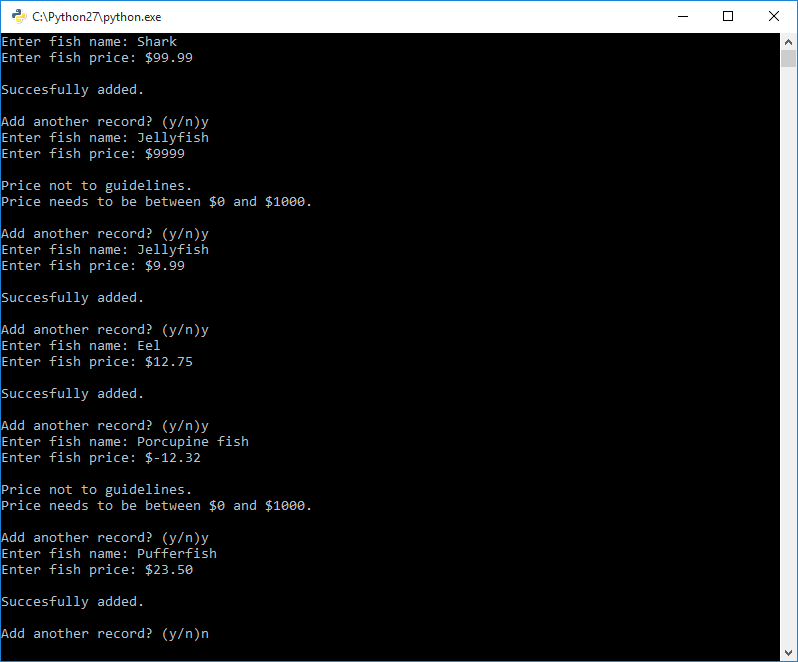 C:\Python27\python.exe
Enter fish name: Shark
Enter fish price: $99.99
Succesfully added.
Add another record? (y/n)y
Enter fish name: Jellyfish
Enter fish price: $9999
Price not to guidelines.
Price needs to be between $0 and $1000.
Add another record? (y/n)y
Enter fish name: Jellyfish
Enter fish price: $9.99
Succesfully added.
Add another record? (y/n)y
Enter fish name: Eel
Enter fish price: $12.75
Succesfully added.
Add another record? (y/n)y
Enter fish name: Porcupine fish
Enter fish price: $-12.32
Price not to guidelines.
Price needs to be between $0 and $1000.
Add another record? (y/n)y
Enter fish name: Pufferfish
Enter fish price: $23.50
Succesfully added.
Add another record? (y/n)n